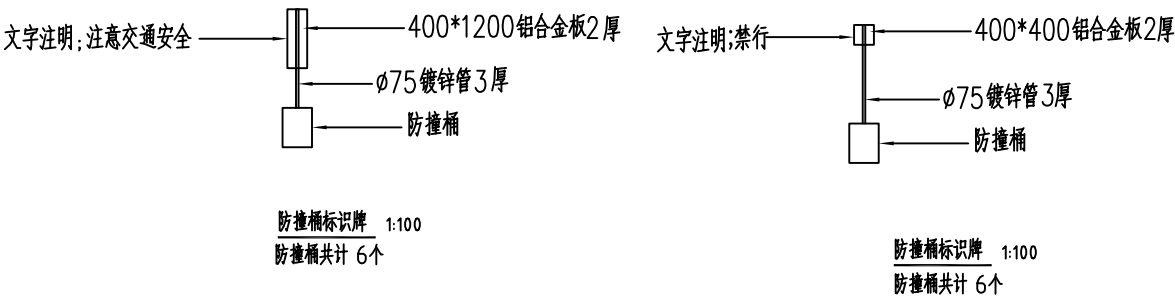 文字注明;注意交通安全
400*1200铝合金板2厚
ø75镀锌管3厚
防撞桶
防撞桶标识牌 1:100
防撞桶共计 6个
文字注明;禁行
400*400铝合金板2厚
ø75镀锌管3厚
防撞桶
防撞桶标识牌 1:100
防撞桶共计 6个